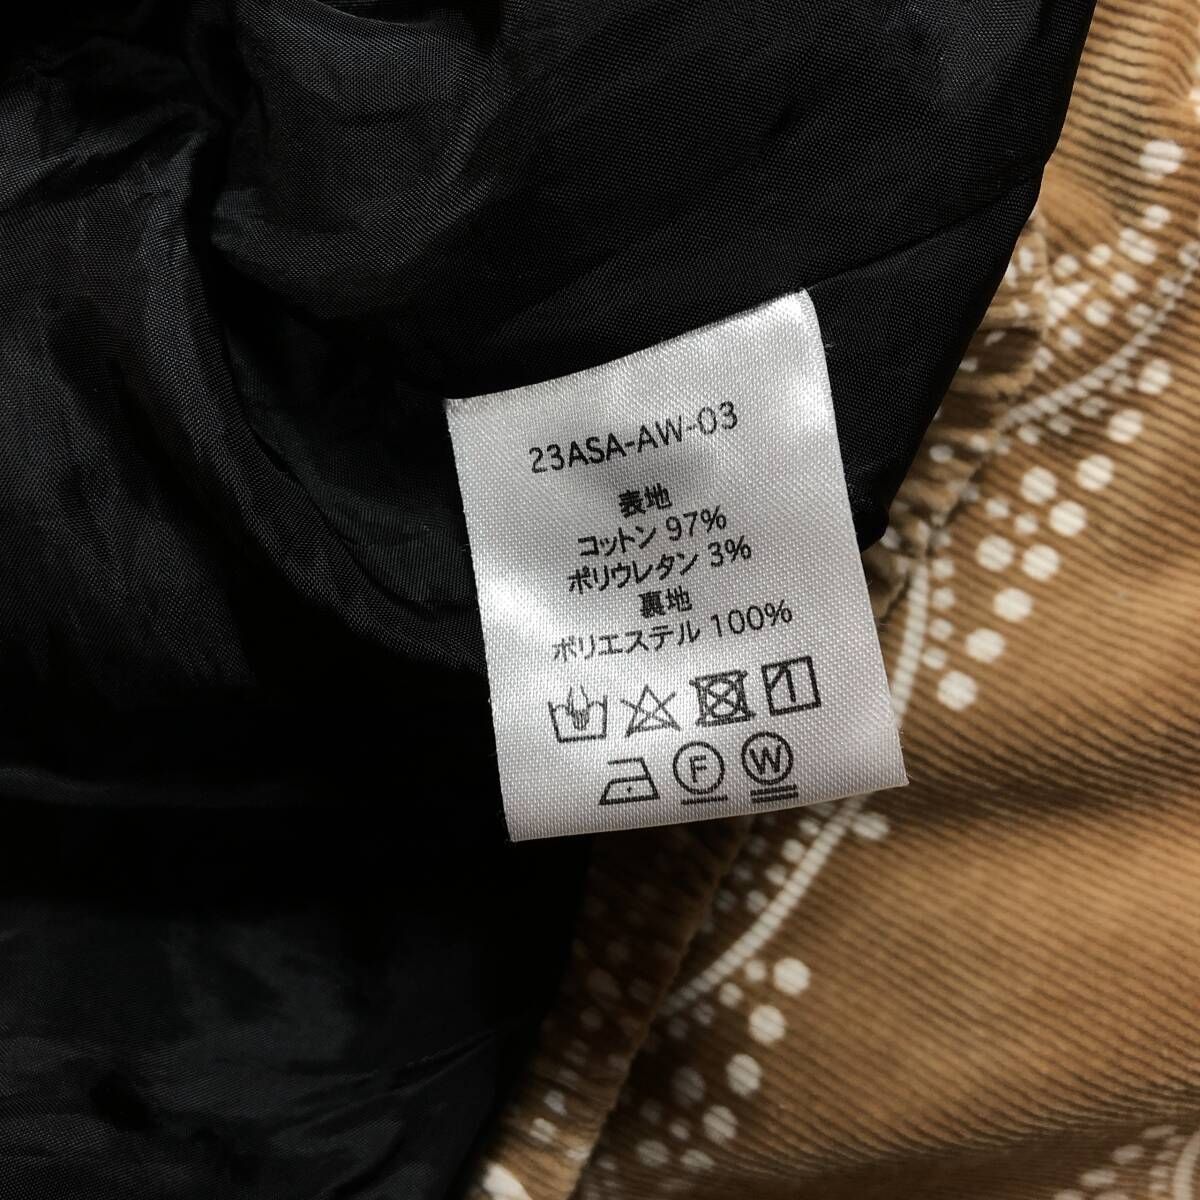 23ASA-AW-03
表地
コットン 97%
ポリウレタン 3%
裏地
ポリエステル 100%
F W